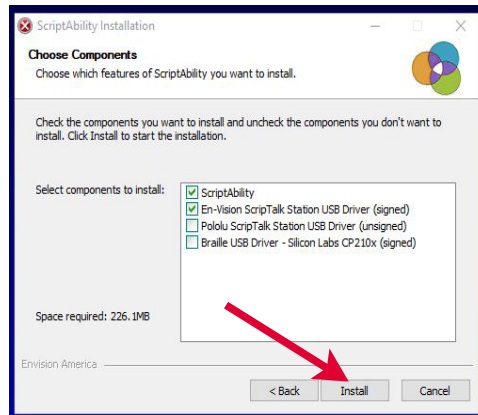 ScriptAbility Installation
Choose Components
Choose which features of ScriptAbility you want to install.
Check the components you want to install and uncheck the components you don't want to
install. Click Install to start the installation.
Select components to install:
ScriptAbility
En-Vision ScripTalk Station USB Driver (signed)
Pololu ScripTalk Station USB Driver (unsigned)
Braille USB Driver - Silicon Labs CP210x (signed)
Space required: 226.1MB
Envision America
< Back Install Cancel